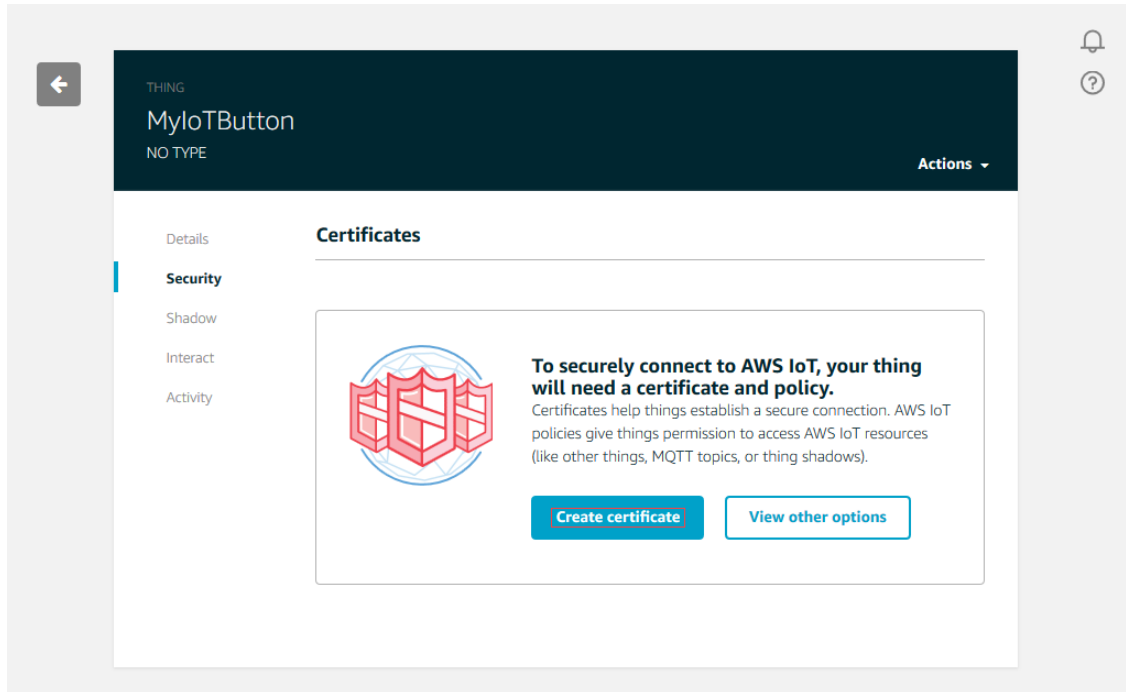 THING
MyIoTButton
NO TYPE
Actions
Details
Security
Shadow
Interact
Activity
Certificates
To securely connect to AWS IoT, your thing
will need a certificate and policy.
Certificates help things establish a secure connection. AWS IoT
policies give things permission to access AWS IoT resources
(like other things, MQTT topics, or thing shadows).
Create certificate
View other options